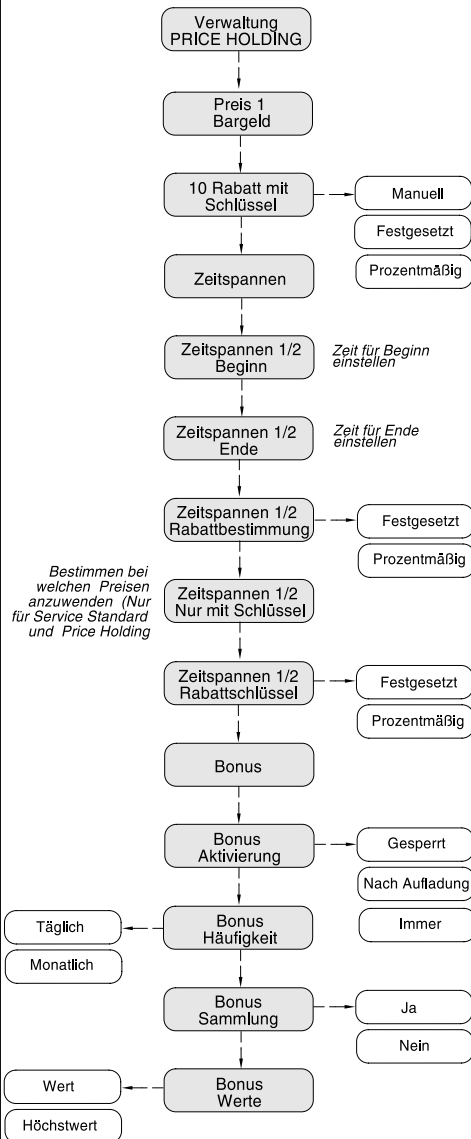 Verwaltung
PRICE HOLDING
Preis 1
Bargeld
10 Rabatt mit
Schlüssel
Manuell
Festgesetzt
Prozentmäßig
Zeitspannen
Zeitspannen 1/2
Beginn
Zeit für Beginn
einstellen
Zeitspannen 1/2
Ende
Zeit für Ende
einstellen
Zeitspannen 1/2
Rabattbestimmung
Festgesetzt
Prozentmäßig
Bestimmen bei
welchen Preisen
anzuwenden (Nur
für Service Standard
und Price Holding
Zeitspannen 1/2
Nur mit Schlüssel
Zeitspannen 1/2
Rabattschlüssel
Festgesetzt
Prozentmäßig
Bonus
Bonus
Aktivierung
Gesperrt
Nach Aufladung
Immer
Bonus
Häufigkeit
Täglich
Monatlich
Bonus
Sammlung
Ja
Nein
Bonus
Werte
Wert
Höchstwert